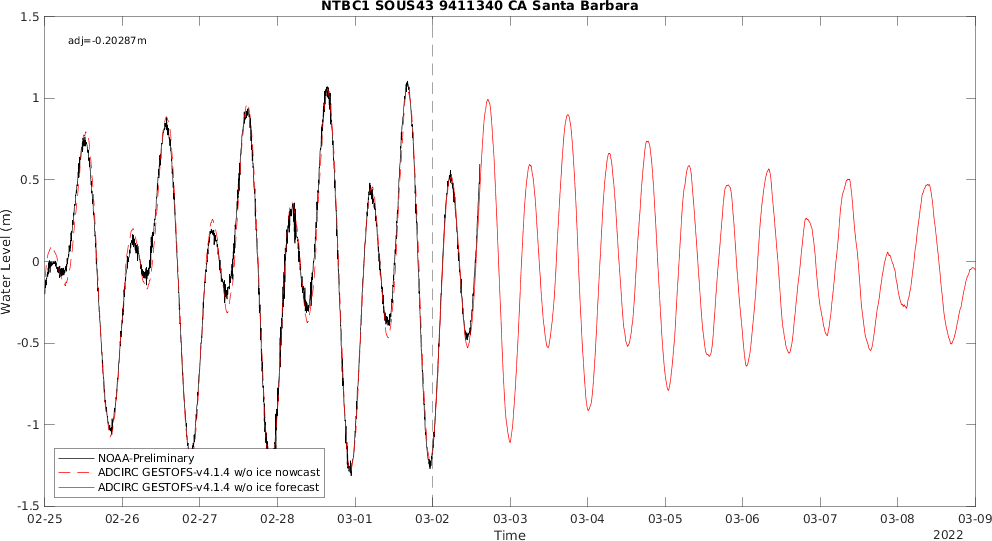 NTBC1 SOUS43 9411340 CA Santa Barbara
adj=-0.20287m
Water Level (m)
1.5
1
0.5
0
-0.5
-1
-1.5
NOAA-Preliminary
ADCIRC GESTOFS-v4.1.4 w/o ice nowcast
ADCIRC GESTOFS-v4.1.4 w/o ice forecast
02-25 02-26 02-27 02-28 03-01 03-02 03-03 03-04 03-05 03-06 03-07 03-08 03-09
Time
2022